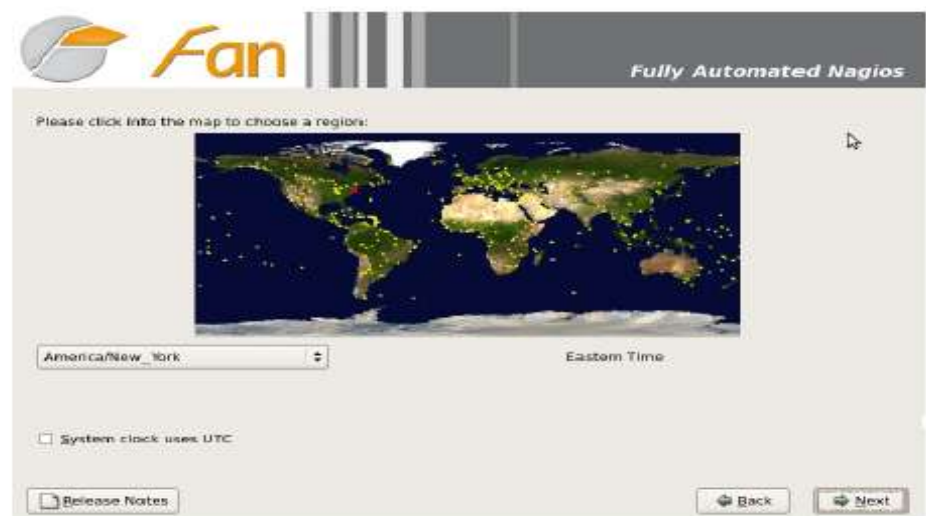 Fan
Fully Automated Nagios
Please click into the map to choose a region:
America/New_York
Eastern Time
System clock uses UTC
Release Notes
Back
Next